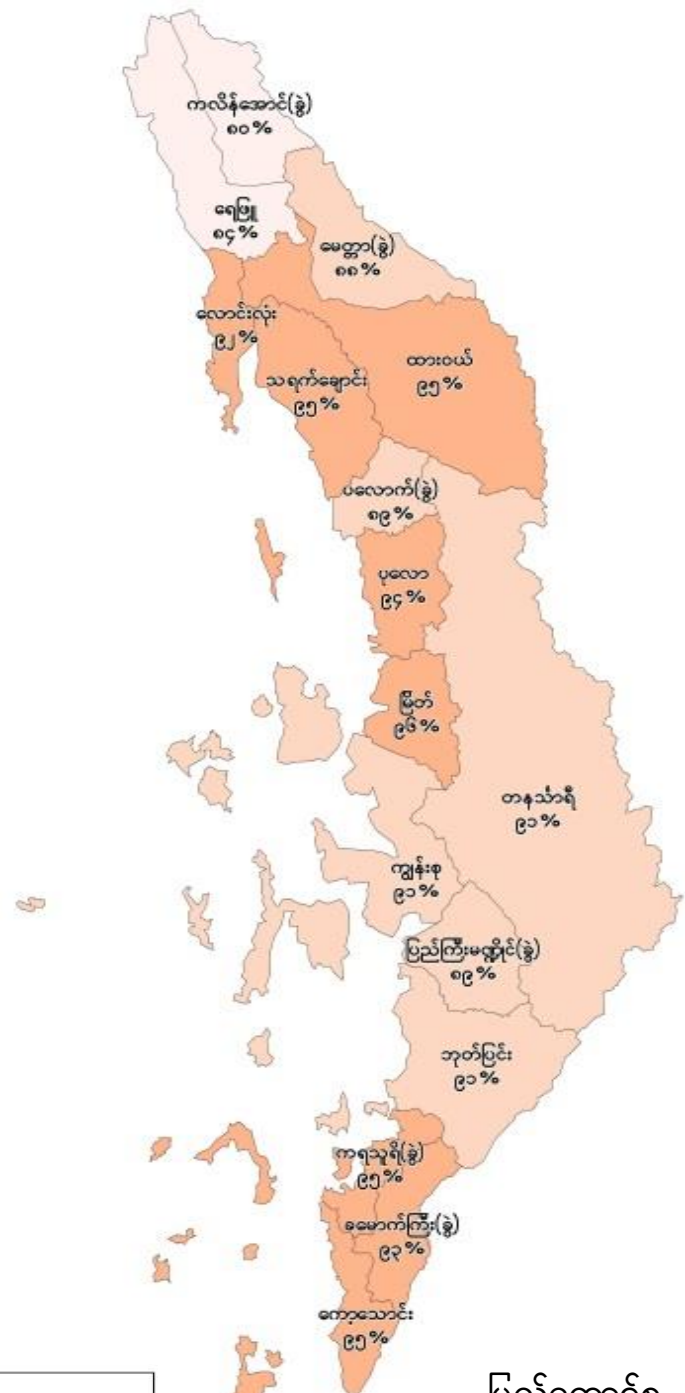 ကလိန်အောင်(ခွဲ)
၈၀%
ရေဖြူ
၈၄%
မေတ္တာ(ခွဲ)
၈၈%
လောင်းလုံး
၉၂%
ထားဝယ်
၉၅%
သရက်ချောင်း
၉၅%
ပလောက်(ခွဲ)
၈၉%
ပုလော
၉၄%
မြိတ်
၉၆%
တနင်္သာရီ
၉၁%
ကျွန်းစု
၉၁%
ပြည်ကြီးမဏ္ဍိုင်(ခွဲ)
၈၉%
ဘုတ်ပြင်း
၉၁%
ကရသူရိ(ခွဲ)
၉၅%
ခမောက်ကြီး(ခွဲ)
၉၃%
ကော့သောင်း
၉၅%